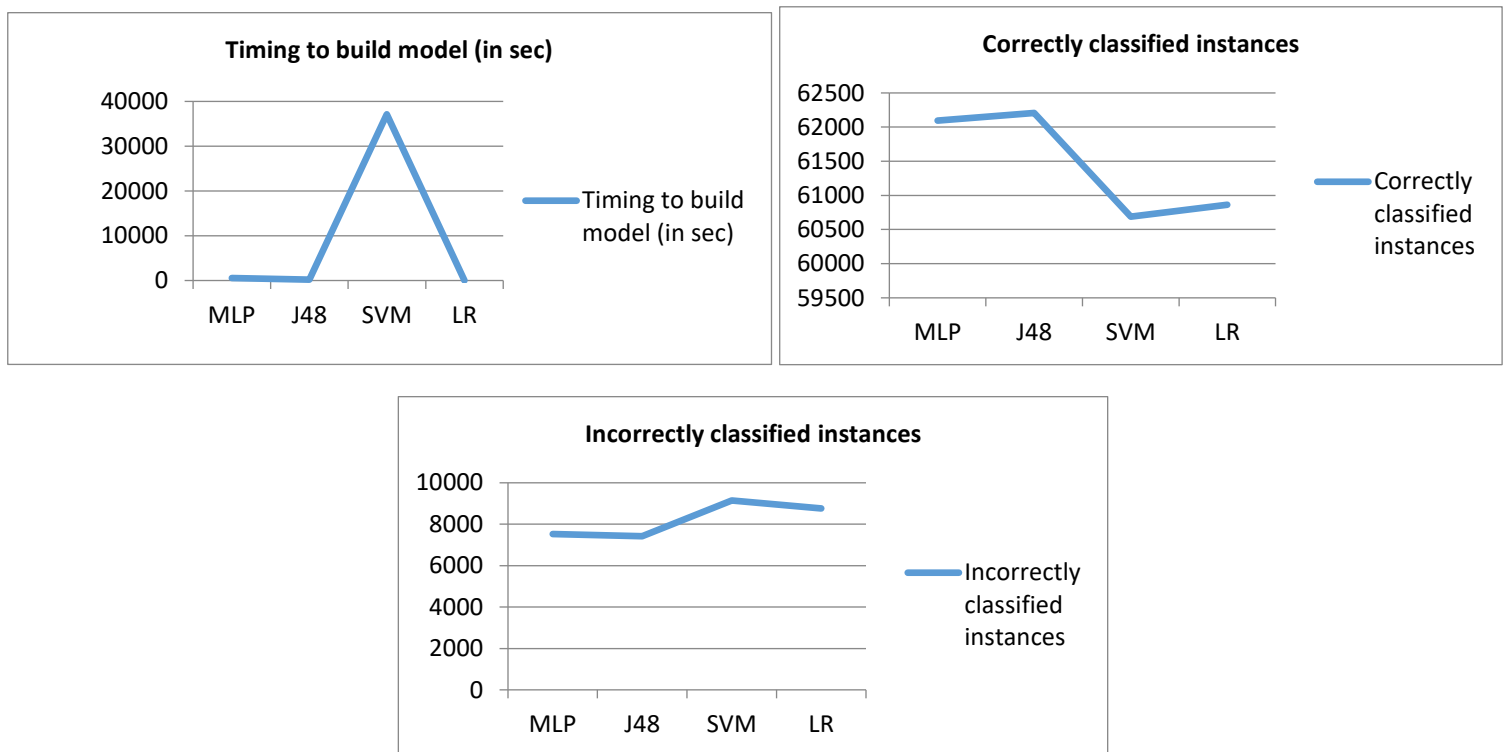 Timing to build model (in sec)
40000
30000
20000
10000
0
MLP J48 SVM LR
Timing to build
model (in sec)
Correctly classified instances
62500
62000
61500
61000
60500
60000
59500
MLP J48 SVM LR
Correctly
classified
instances
Incorrectly classified instances
10000
8000
6000
4000
2000
0
MLP J48 SVM LR
Incorrectly
classified
instances